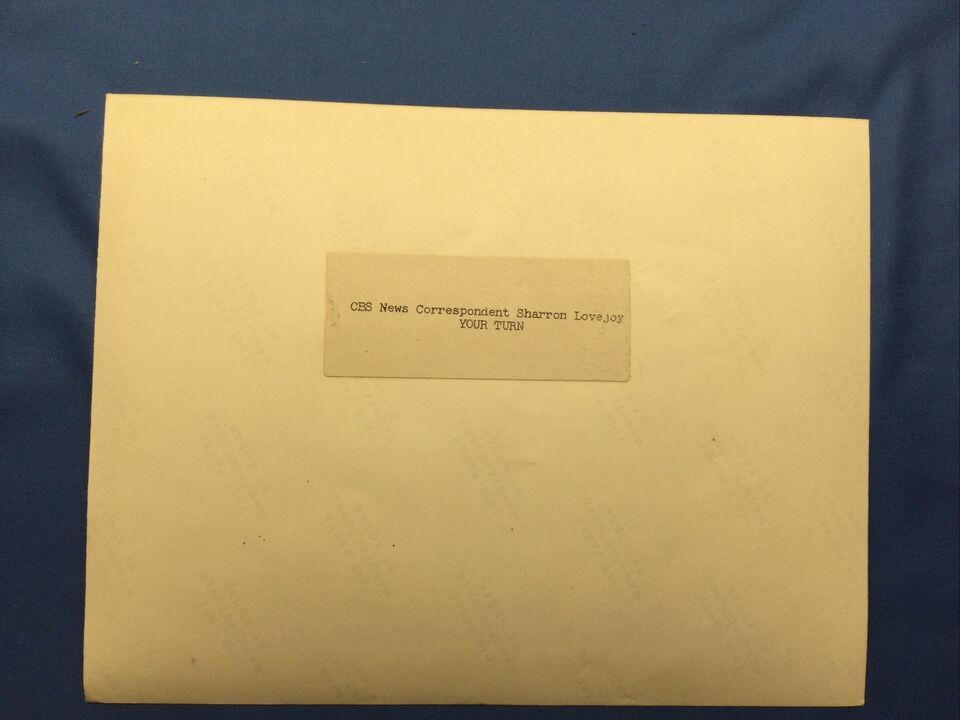 CBS News Correspondent Sharron Lovejoy
YOUR TURN